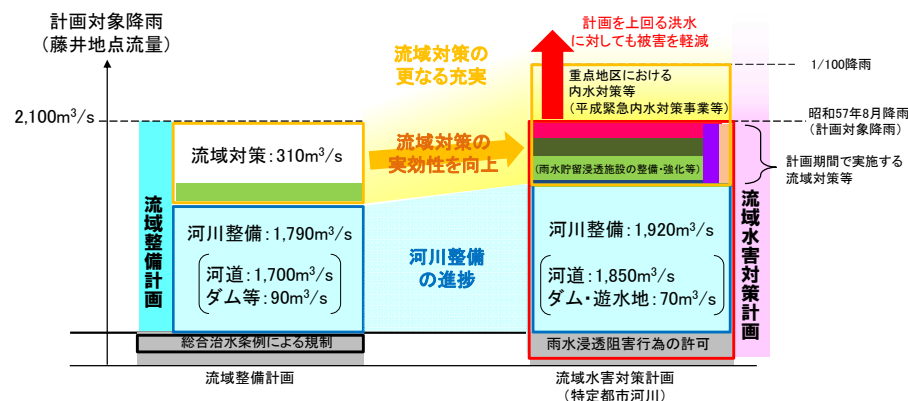 計画対象降雨
（藤井地点流量）
計画を上回る洪水
に対しても被害を軽減
流域対策の
更なる充実
1/100降雨
重点地区における
内水対策等
（平成緊急内水対策事業等）
2,100m³/s
昭和57年8月降雨
（計画対象降雨）
流域対策：310m³/s
流域対策の
実効性を向上
（雨水貯留浸透施設の整備・強化等）
計画期間で実施する
流域対策等
流域整備計画
河川整備：1,790m³/s
河道：1,700m³/s
ダム等：90m³/s
河川整備
の進捗
河川整備：1,920m³/s
河道：1,850m³/s
ダム・遊水地：70m³/s
流域水害対策計画
総合治水条例による規制
雨水浸透阻害行為の許可
流域整備計画
流域水害対策計画
（特定都市河川）